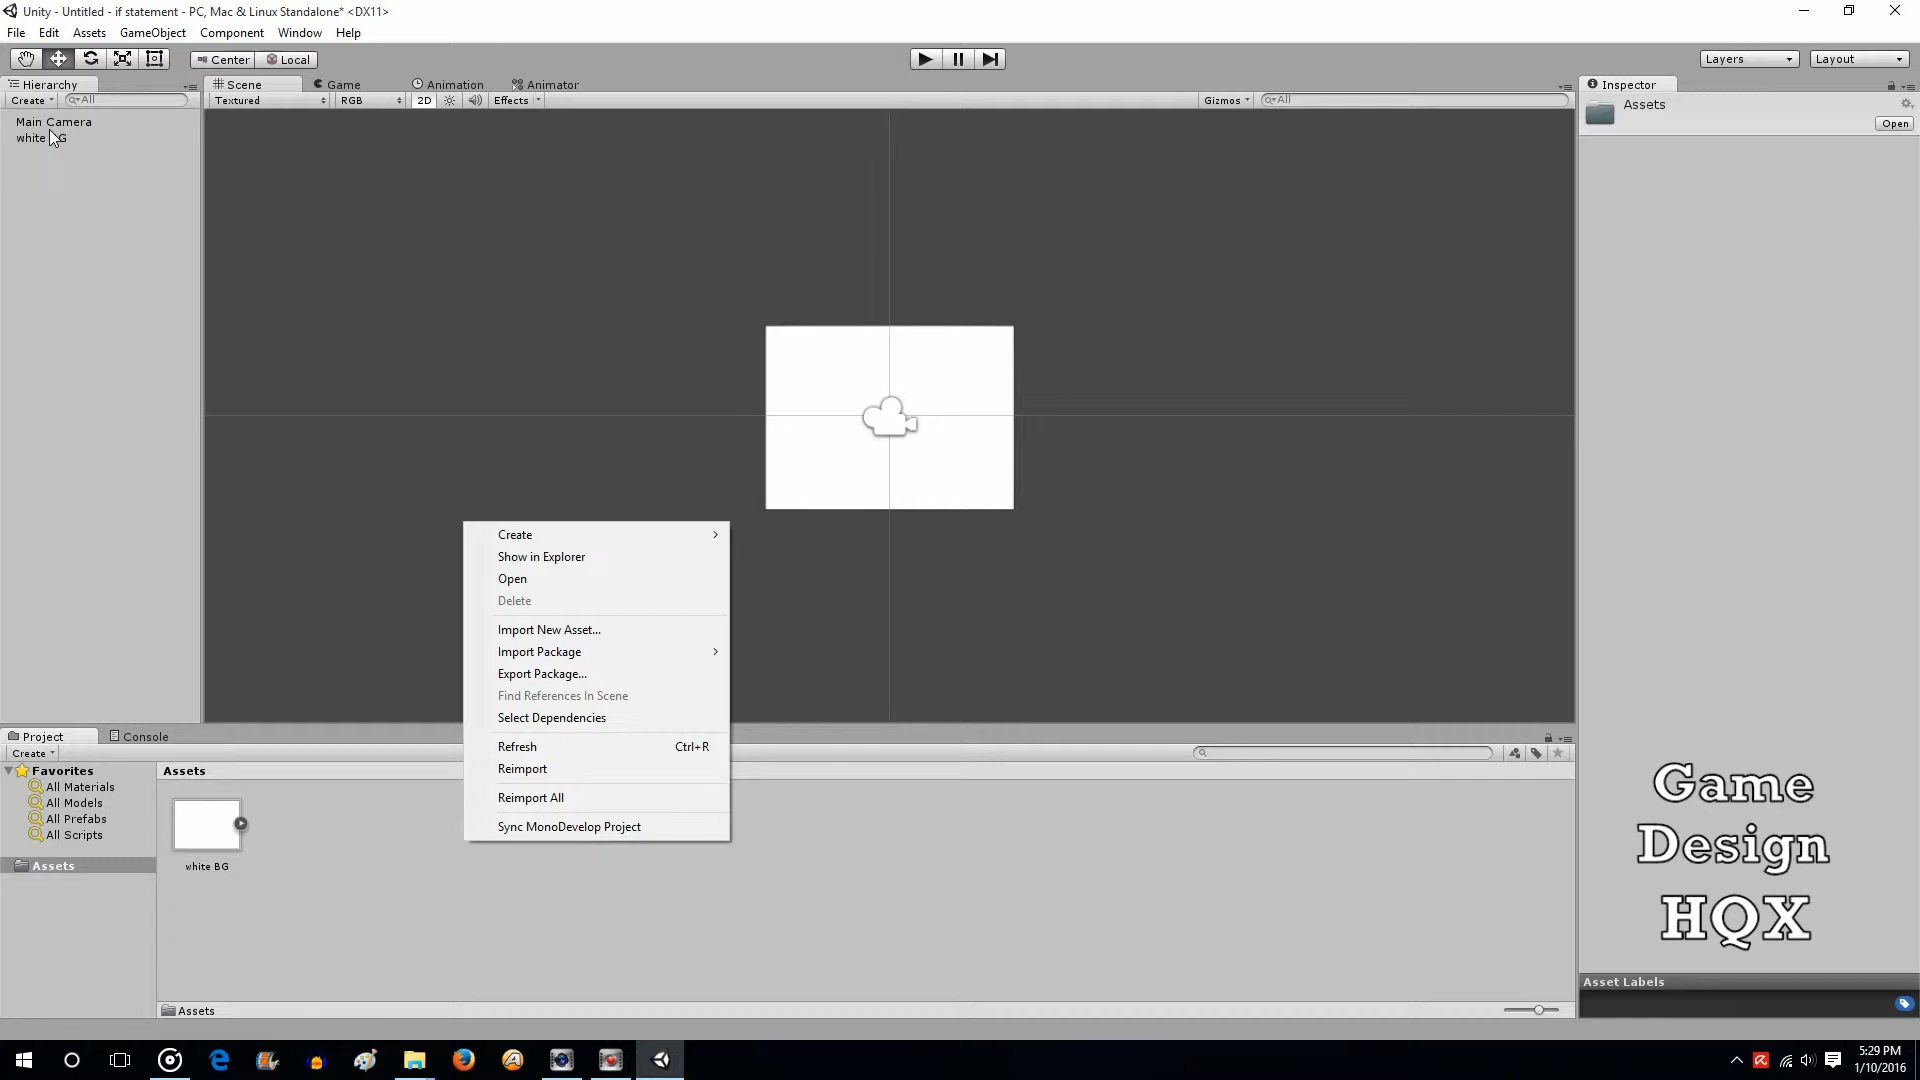 Unity - Untitled - if statement - PC, Mac & Linux Standalone* <DX11>
File Edit Assets GameObject Component Window Help
Center Local Layers Layout
Hierarchy Scene Game Animation Animator Inspector
Create All Textured RGB 2D Effects Gizmos All Assets
Open
Main Camera
white BG
Create
Show in Explorer
Open
Delete
Import New Asset...
Import Package
Export Package...
Find References In Scene
Select Dependencies
Refresh Ctrl+R
Reimport
Reimport All
Sync MonoDevelop Project
Project Console
Create
Favorites Assets
All Materials
All Models
All Prefabs
All Scripts
Assets
white BG
Assets
Game
Design
HQX
Asset Labels
5:29 PM
1/10/2016